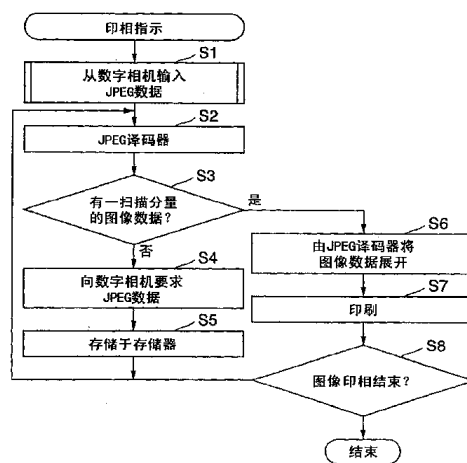 印相指示
S1
从数字相机输入
JPEG数据
S2
JPEG译码器
S3
有一扫描分量
的图像数据?
是
否
S4
向数字相机要求
JPEG数据
S5
存储于存储器
S6
由JPEG译码器将
图像数据展开
S7
印刷
S8
图像印相结束?
结束